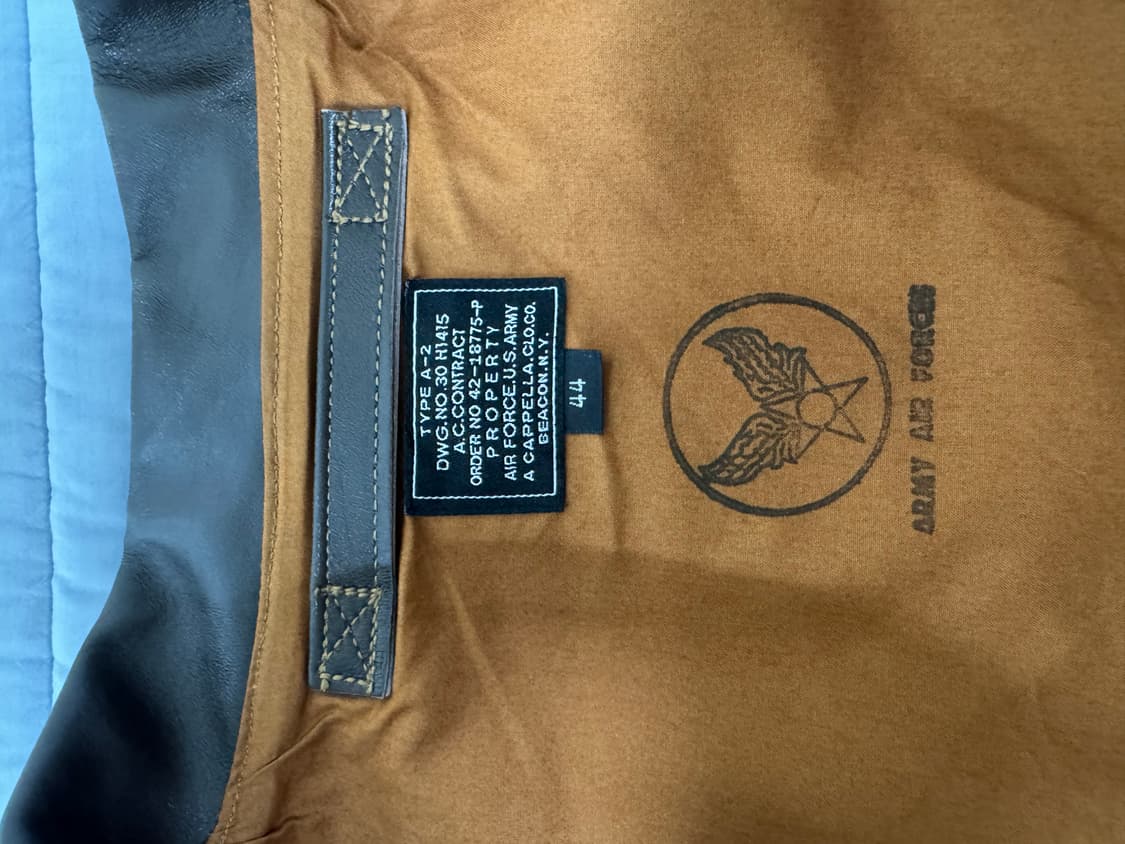 TYPE A-2
DWG.NO.30 H1415
A.C.CONTRACT
ORDER NO 42-18775-P
PROPERTY
AIR FORCE.U.S.ARMY
A CAPPELLA.CLO.CO.
BEACON.N.Y.
44
ARMY AIR FORCES